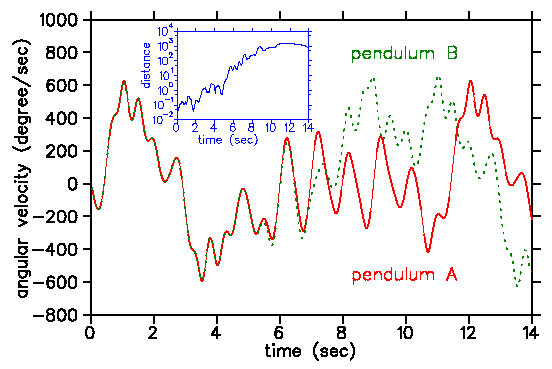 1000
800
600
400
200
0
−200
−400
−600
−800
angular velocity (degree/sec)
0 2 4 6 8 10 12 14
time (sec)
10^4
10^3
10^2
10^1
10^0
10^−1
10^−2
distance
0 2 4 6 8 10 12 14
time (sec)
pendulum B
pendulum A